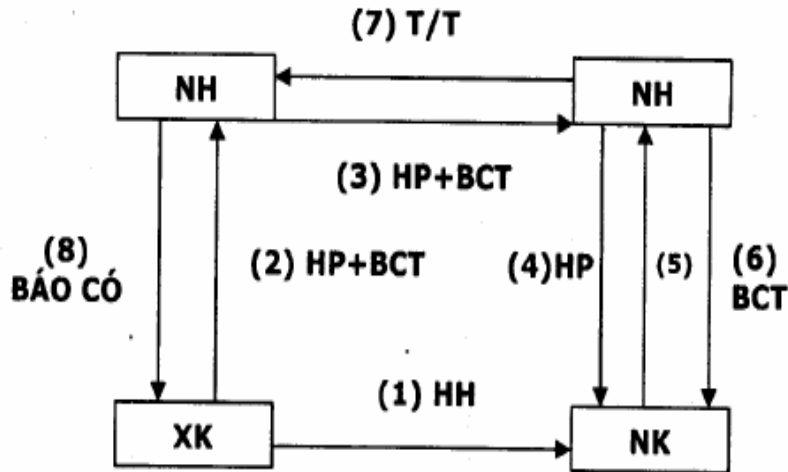 (7) T/T
NH
NH
(3) HP+BCT
(8)
BÁO CÓ
(2) HP+BCT
(4)HP
(5)
(6)
BCT
(1) HH
XK
NK